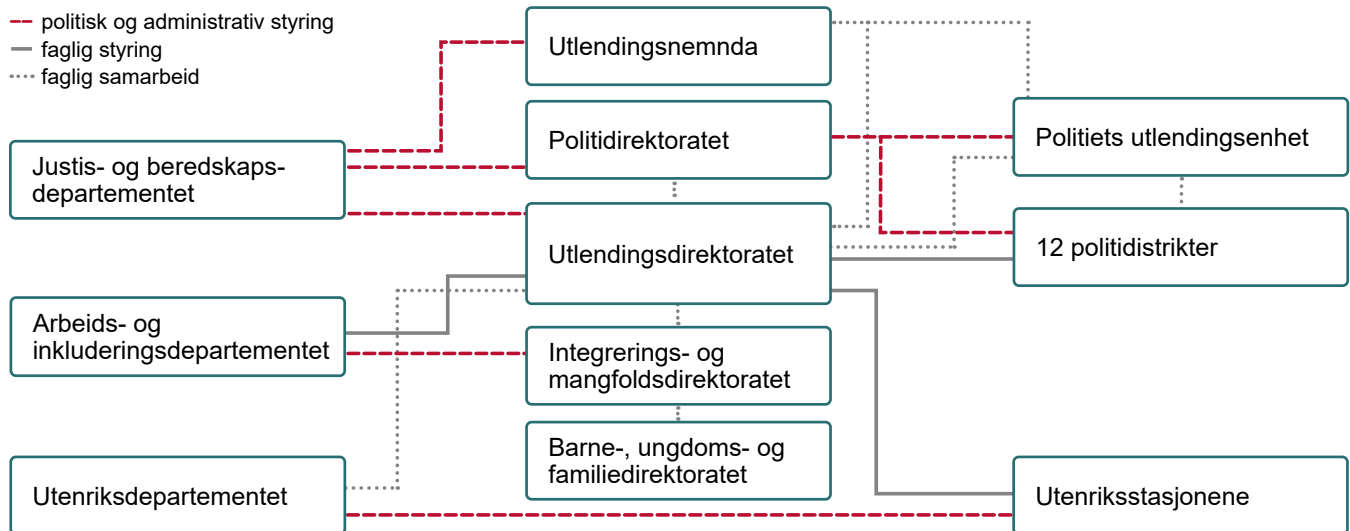 politisk og administrativ styring
faglig styring
faglig samarbeid
Utlendingsnemnda
Politidirektoratet
Politiets utlendingsenhet
Justis- og beredskaps-
departementet
Utlendingsdirektoratet
12 politidistrikter
Arbeids- og
inkluderingsdepartementet
Integrerings- og
mangfoldsdirektoratet
Barne-, ungdoms- og
familiedirektoratet
Utenriksdepartementet
Utenriksstasjonene